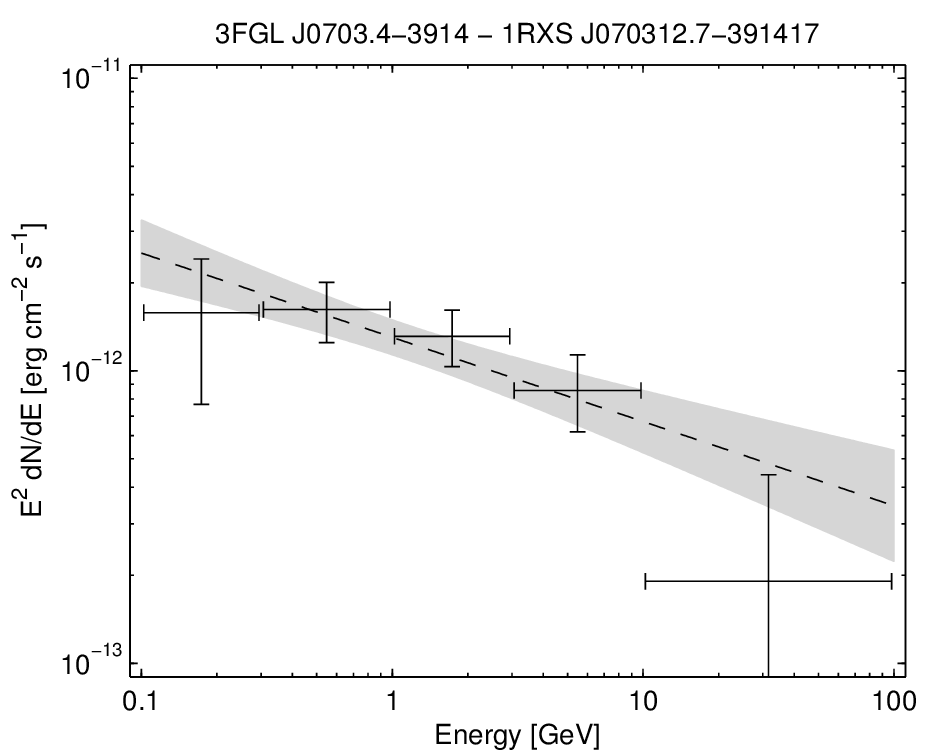 3FGL J0703.4−3914 − 1RXS J070312.7−391417
10⁻¹¹
10⁻¹²
10⁻¹³
E² dN/dE [erg cm⁻² s⁻¹]
0.1 1 10 100
Energy [GeV]